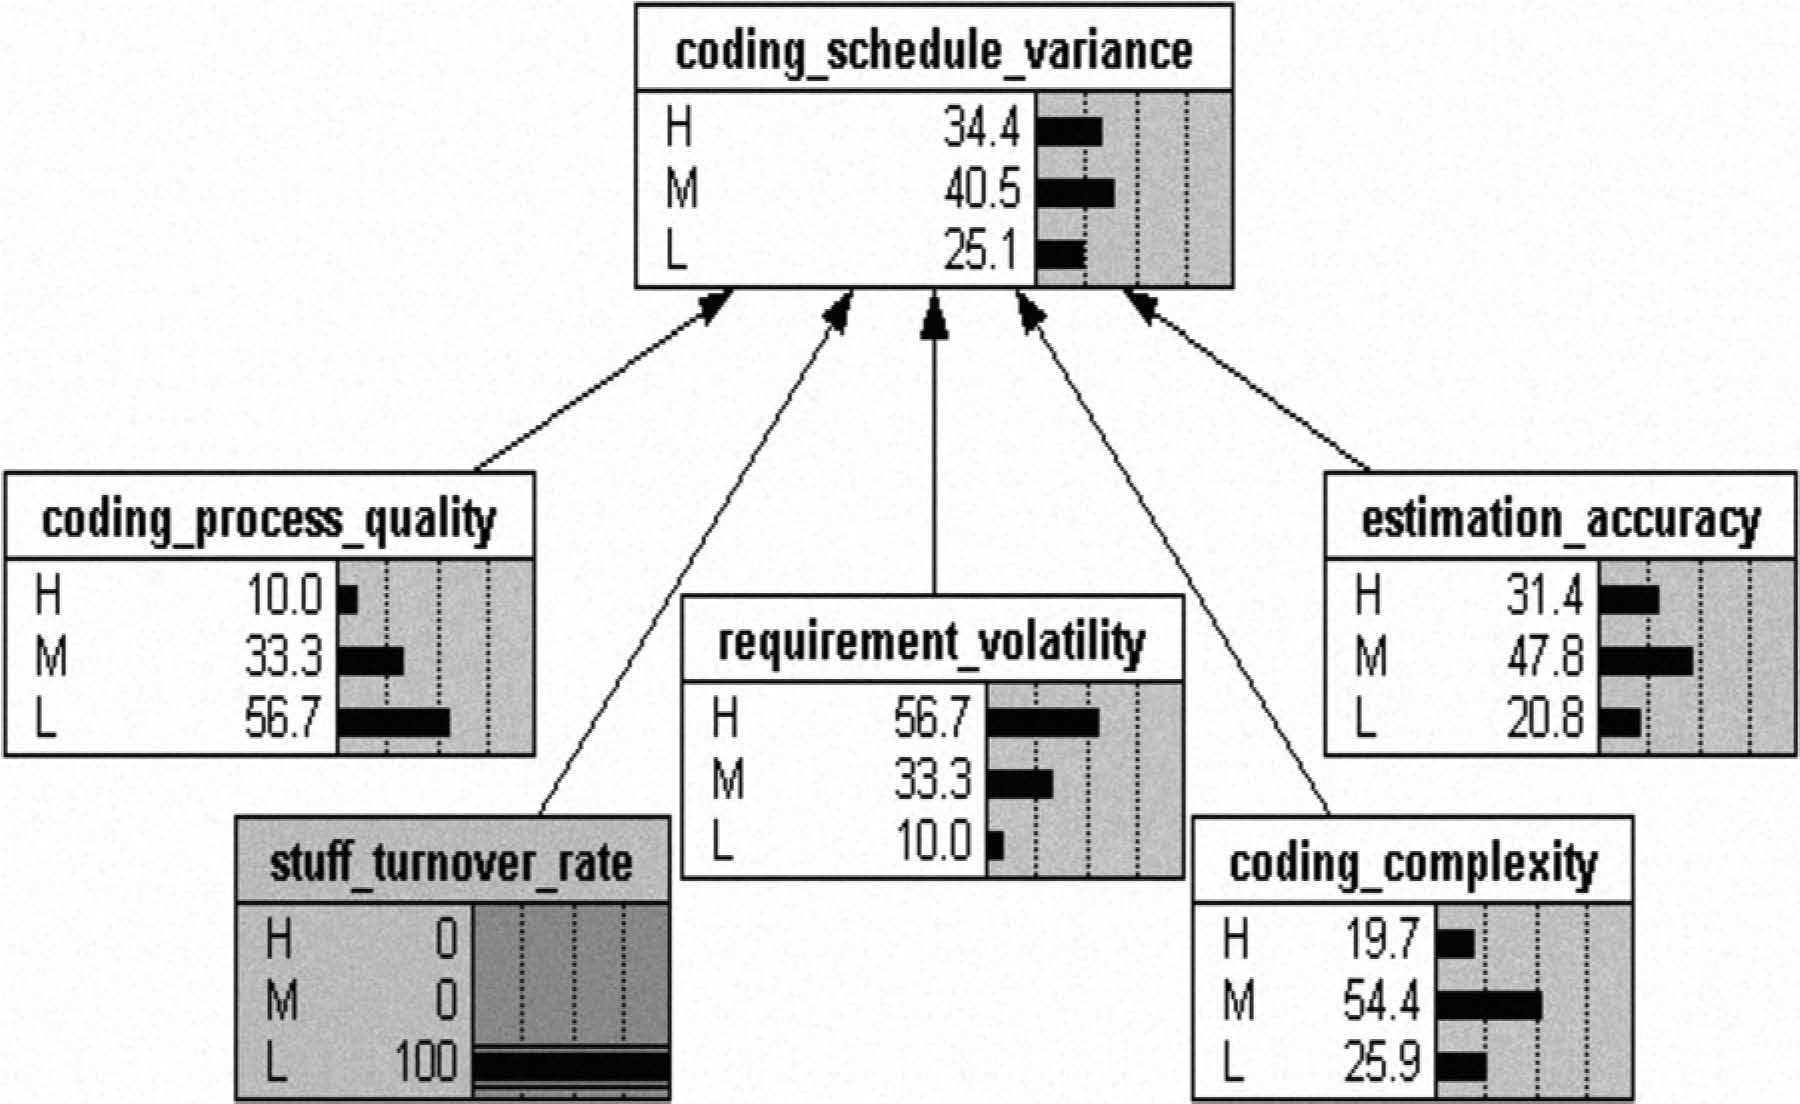 coding_schedule_variance
H 34.4
M 40.5
L 25.1
coding_process_quality
H 10.0
M 33.3
L 56.7
estimation_accuracy
H 31.4
M 47.8
L 20.8
requirement_volatility
H 56.7
M 33.3
L 10.0
stuff_turnover_rate
H 0
M 0
L 100
coding_complexity
H 19.7
M 54.4
L 25.9